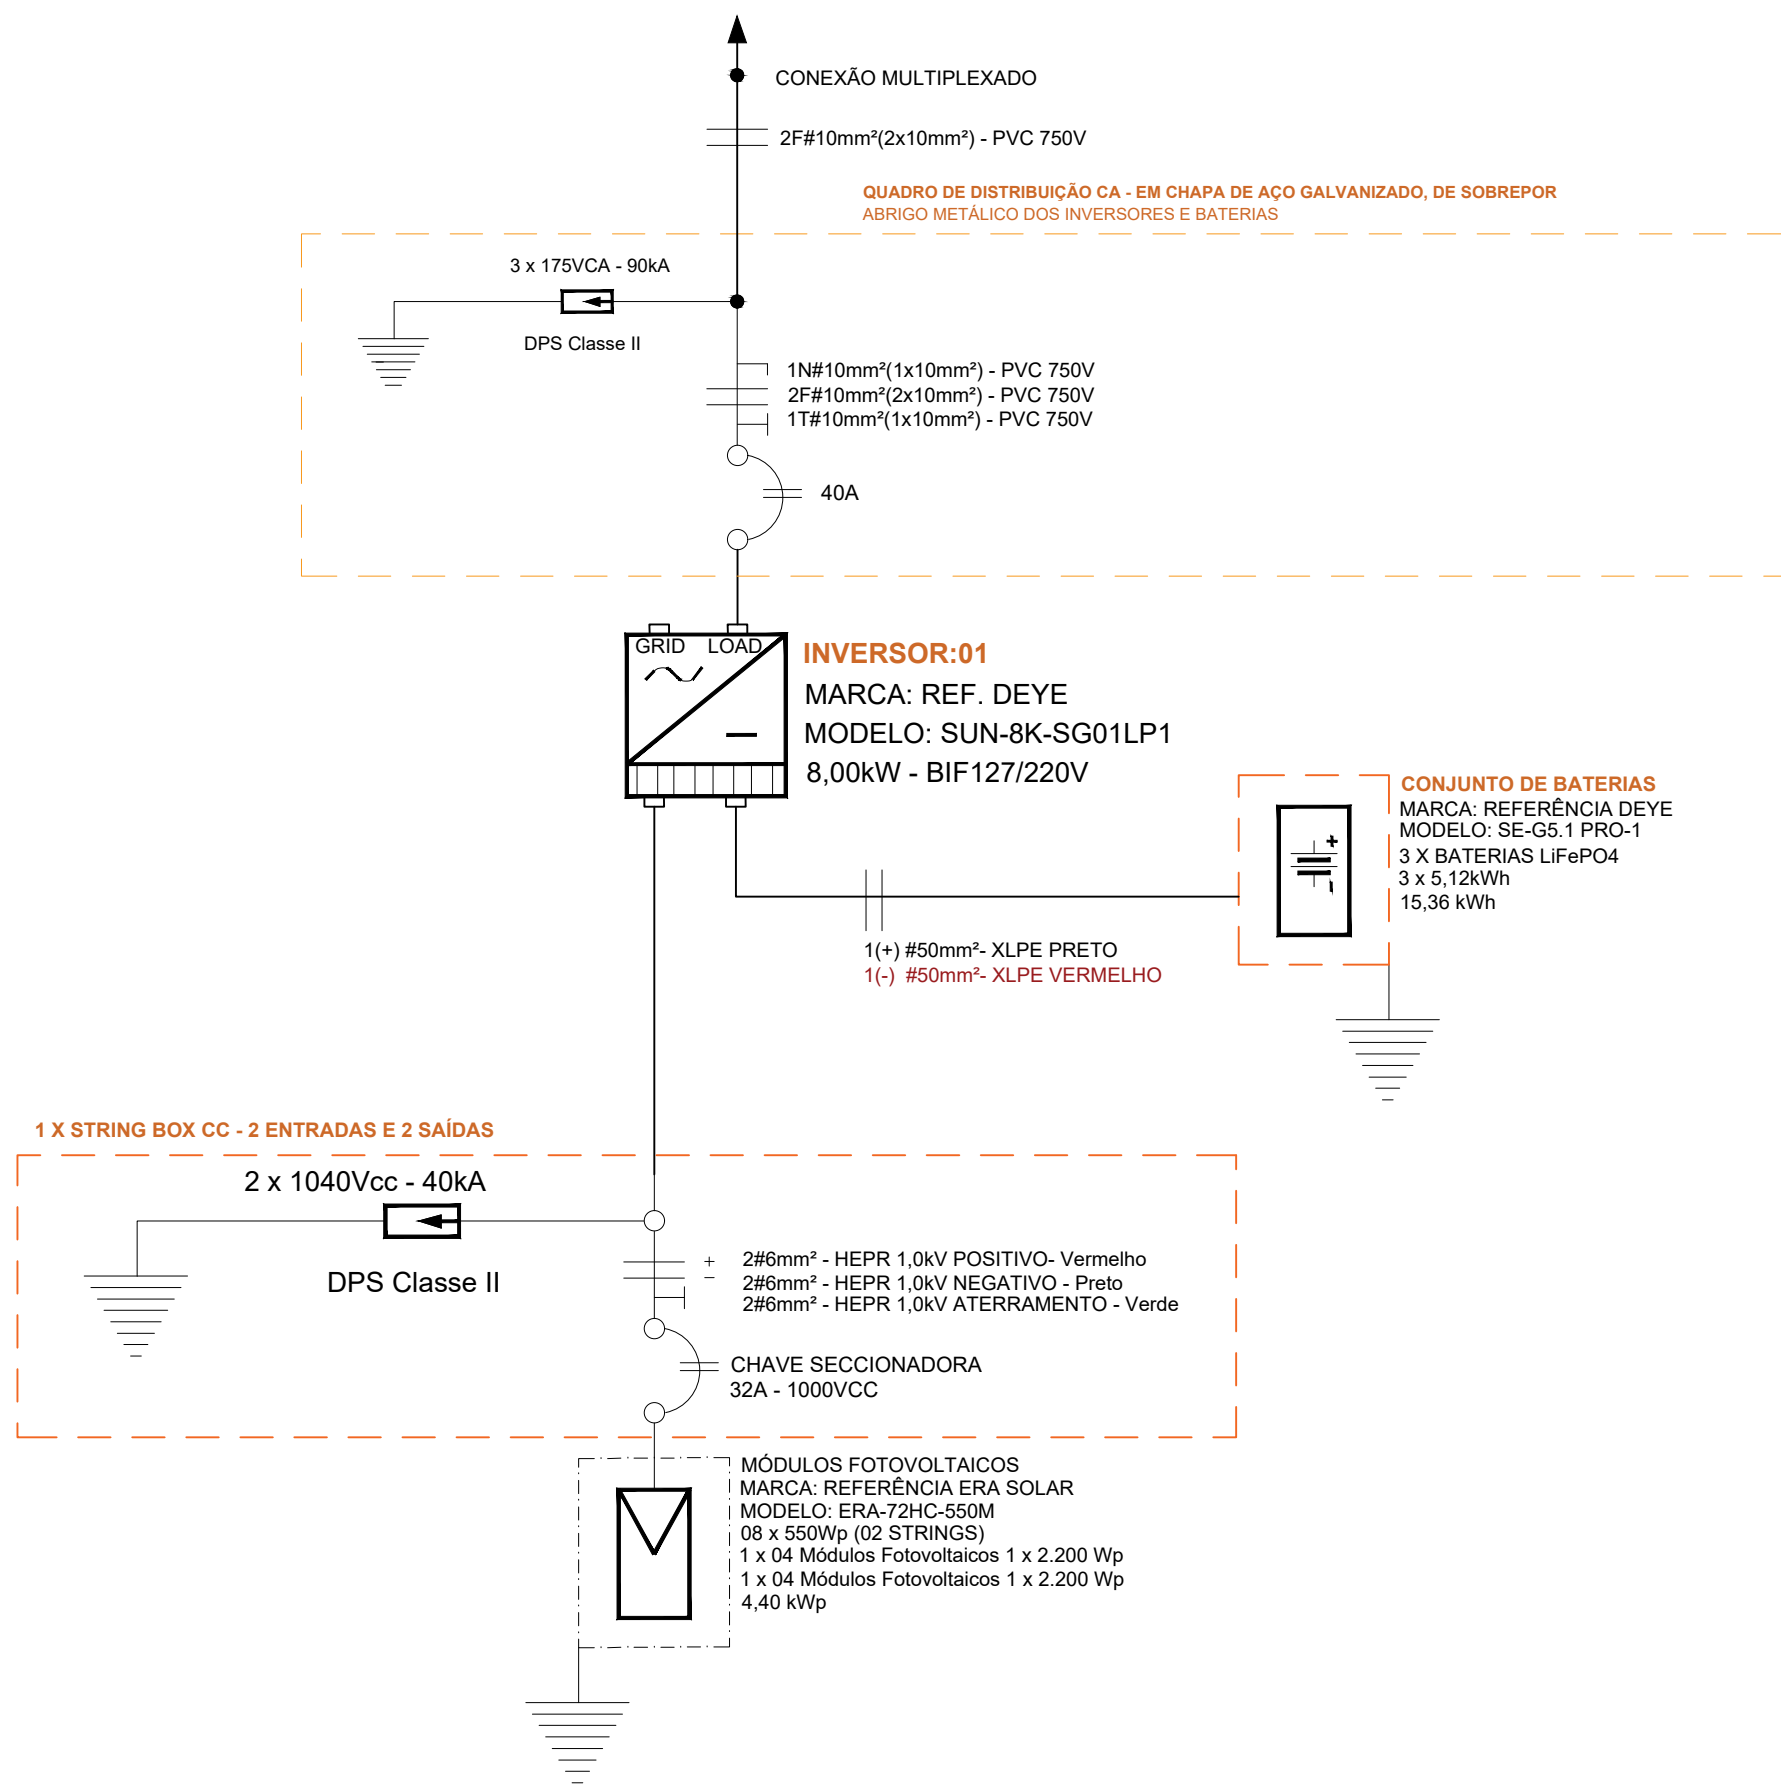 CONEXÃO MULTIPLEXADO
2F#10mm²(2x10mm²) - PVC 750V
QUADRO DE DISTRIBUIÇÃO CA - EM CHAPA DE AÇO GALVANIZADO, DE SOBREPOR
ABRIGO METÁLICO DOS INVERSORES E BATERIAS
3 x 175VCA - 90kA
DPS Classe II
1N#10mm²(1x10mm²) - PVC 750V
2F#10mm²(2x10mm²) - PVC 750V
1T#10mm²(1x10mm²) - PVC 750V
40A
GRID LOAD
INVERSOR:01
MARCA: REF. DEYE
MODELO: SUN-8K-SG01LP1
8,00kW - BIF127/220V
CONJUNTO DE BATERIAS
MARCA: REFERÊNCIA DEYE
MODELO: SE-G5.1 PRO-1
3 X BATERIAS LiFePO4
3 x 5,12kWh
15,36 kWh
+
-
1(+) #50mm²- XLPE PRETO
1(-) #50mm²- XLPE VERMELHO
1 X STRING BOX CC - 2 ENTRADAS E 2 SAÍDAS
2 x 1040Vcc - 40kA
DPS Classe II
+ 2#6mm² - HEPR 1,0kV POSITIVO- Vermelho
− 2#6mm² - HEPR 1,0kV NEGATIVO - Preto
2#6mm² - HEPR 1,0kV ATERRAMENTO - Verde
CHAVE SECCIONADORA
32A - 1000VCC
MÓDULOS FOTOVOLTAICOS
MARCA: REFERÊNCIA ERA SOLAR
MODELO: ERA-72HC-550M
08 x 550Wp (02 STRINGS)
1 x 04 Módulos Fotovoltaicos 1 x 2.200 Wp
1 x 04 Módulos Fotovoltaicos 1 x 2.200 Wp
4,40 kWp